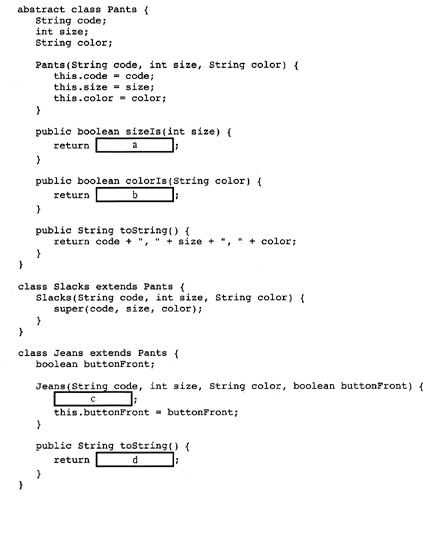 abstract class Pants {
String code;
int size;
String color;
Pants(String code, int size, String color) {
this.code = code;
this.size = size;
this.color = color;
}
public boolean sizeIs(int size) {
return a ;
}
public boolean colorIs(String color) {
return b ;
}
public String toString() {
return code + ", " + size + ", " + color;
}
}
class Slacks extends Pants {
Slacks(String code, int size, String color) {
super(code, size, color);
}
}
class Jeans extends Pants {
boolean buttonFront;
Jeans(String code, int size, String color, boolean buttonFront) {
c ;
this.buttonFront = buttonFront;
}
public String toString() {
return d ;
}
}